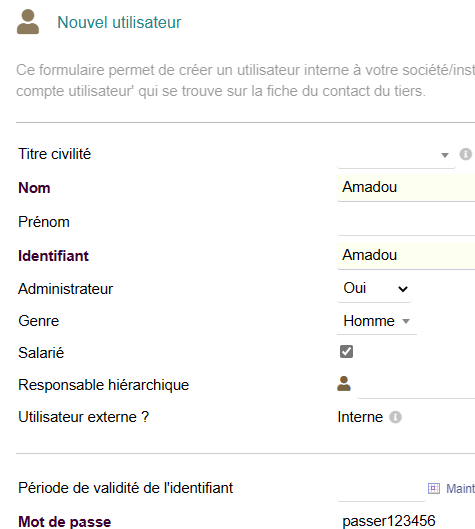 Nouvel utilisateur
Ce formulaire permet de créer un utilisateur interne à votre société/inst
compte utilisateur' qui se trouve sur la fiche du contact du tiers.
Titre civilité
Nom Amadou
Prénom
Identifiant Amadou
Administrateur Oui
Genre Homme
Salarié
Responsable hiérarchique
Utilisateur externe ? Interne
Période de validité de l'identifiant Maint
Mot de passe passer123456